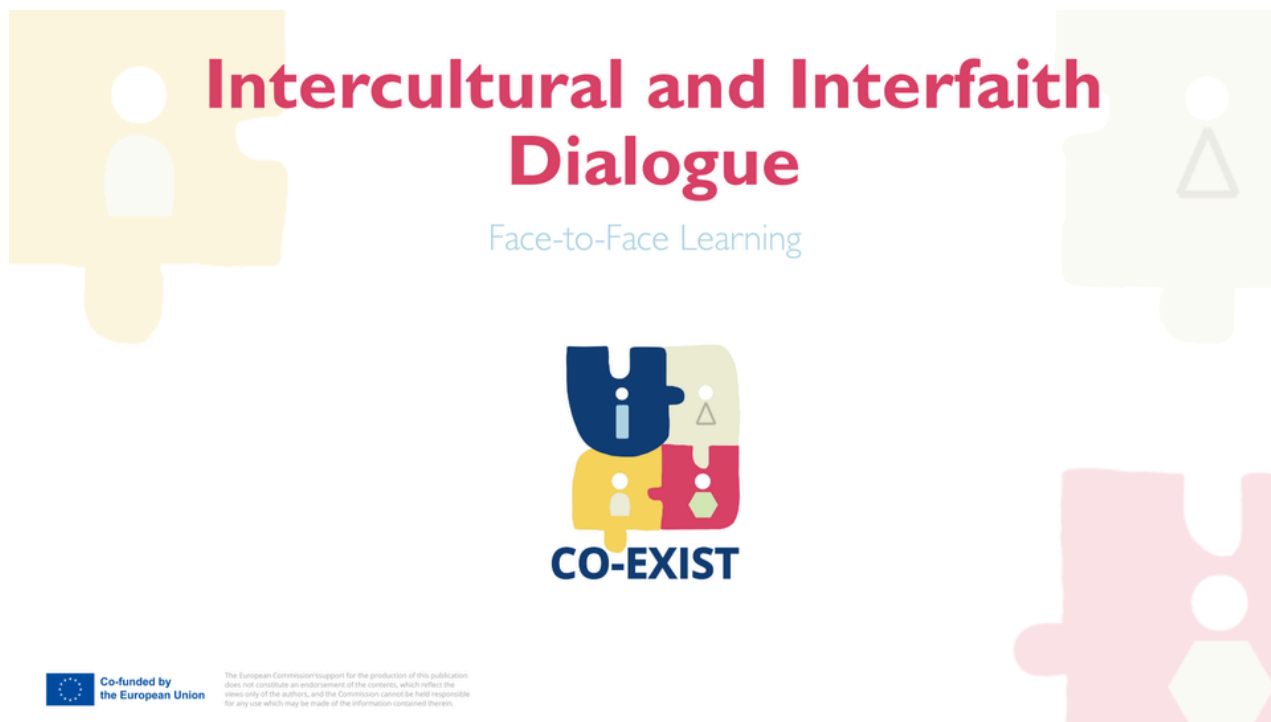 Intercultural and Interfaith
Dialogue
Face-to-Face Learning
CO-EXIST
Co-funded by
the European Union
The European Commission'ssupport for the production of this publication
does not constitute an endorsement of the contents, which reflect the
views only of the authors, and the Commission cannot be held responsible
for any use which may be made of the information contained therein.